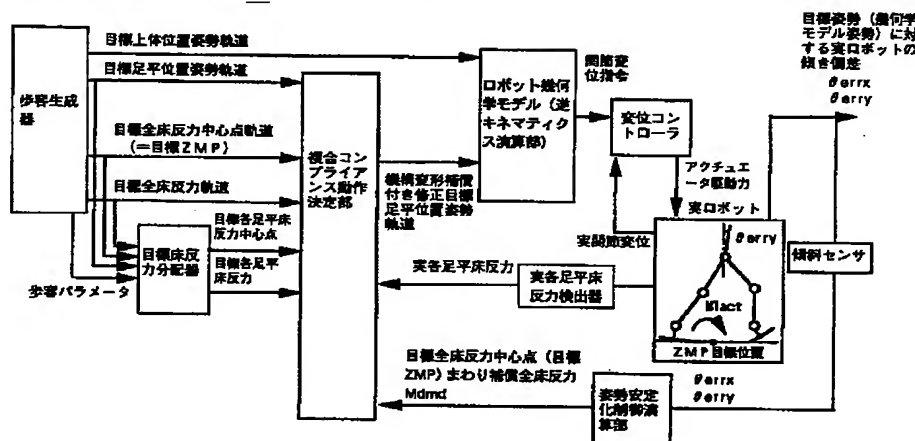 目標姿勢(幾何学
モデル姿勢)に対
する実ロボットの
傾き偏差
θerrx
θerry
目標上体位置姿勢軌道
目標足平位置姿勢軌道
歩容生成
器
目標全床反力中心点軌道
(=目標ZMP)
目標全床反力軌道
目標各足平床
反力中心点
目標各足平
床反力
目標床反
力分配器
歩容パラメータ
複合コン
プライア
ンス動作
決定部
ロボット幾何
学モデル(逆
キネマティク
ス演算部)
関節変
位指令
変位コント
ローラ
機構変形補償
付き修正目標
足平位置姿勢
軌道
アクチュエ
ータ駆動力
実ロボット
実関節変位
θerry
Mact
ZMP目標位置
傾斜センサ
実各足平床反力
実各足平床
反力検出器
目標全床反力中心点(目標
ZMP)まわり補償全床反力
Mdmd
θerrx
θerry
姿勢安定
化制御演
算部